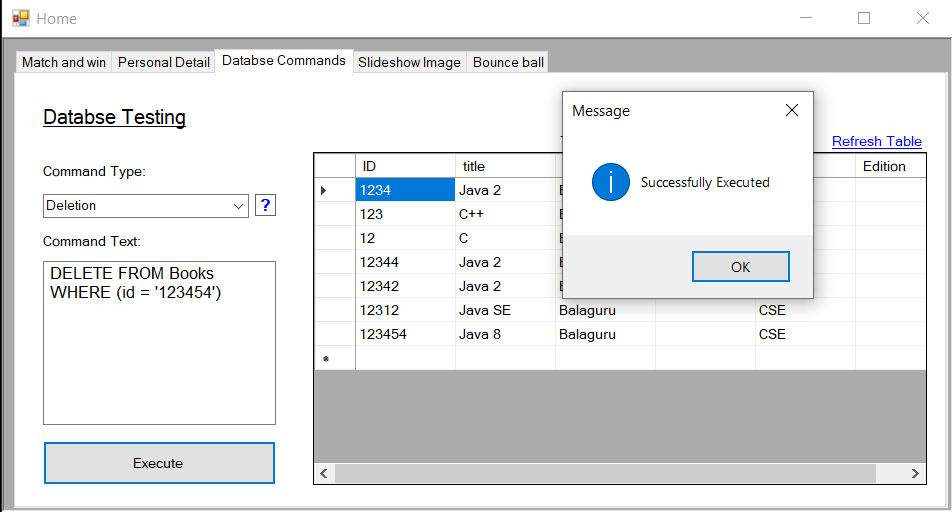 Home
Match and win Personal Detail Databse Commands Slideshow Image Bounce ball
Databse Testing
Message
Refresh Table
Command Type:
Deletion
?
Command Text:
DELETE FROM Books
WHERE (id = '123454')
Execute
ID title Edition
1234 Java 2
123 C++
12 C
12344 Java 2
12342 Java 2
12312 Java SE Balaguru CSE
123454 Java 8 Balaguru CSE
Successfully Executed
OK